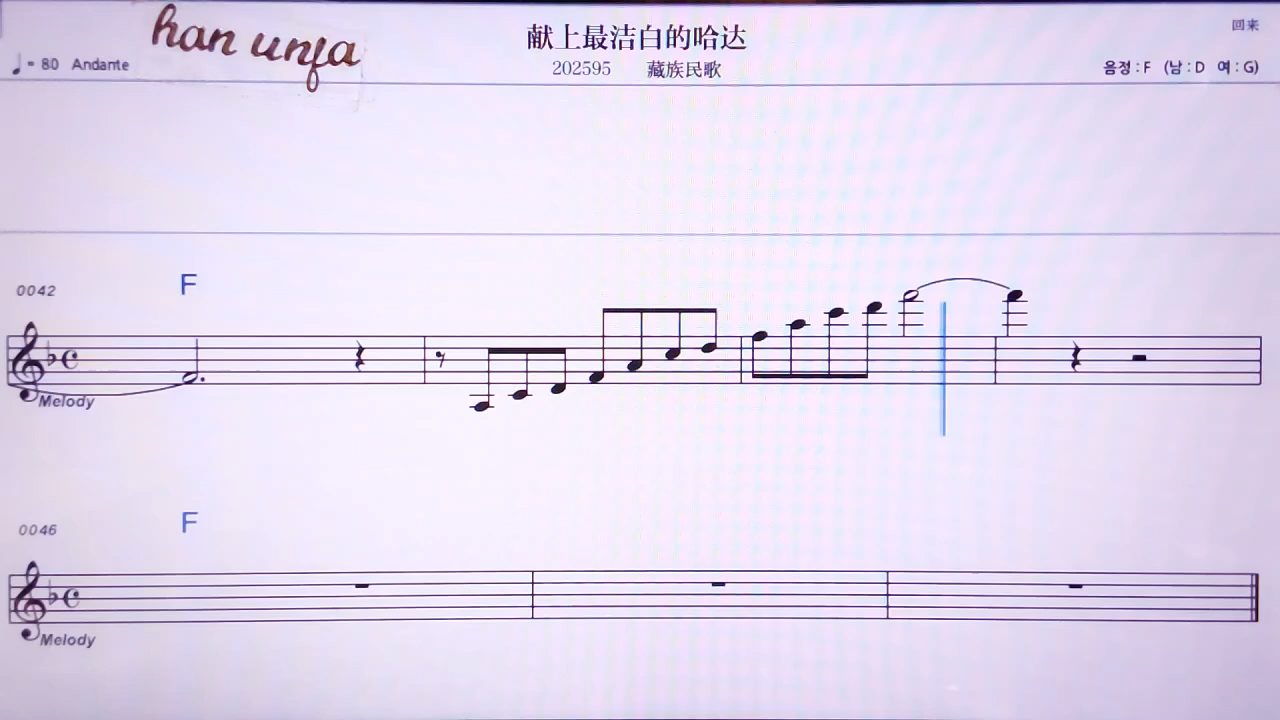 han unfa
献上最洁白的哈达
回来
♩= 80 Andante
202595 藏族民歌
음정 : F (남 : D 여 : G)
0042
F
Melody
0046
F
Melody